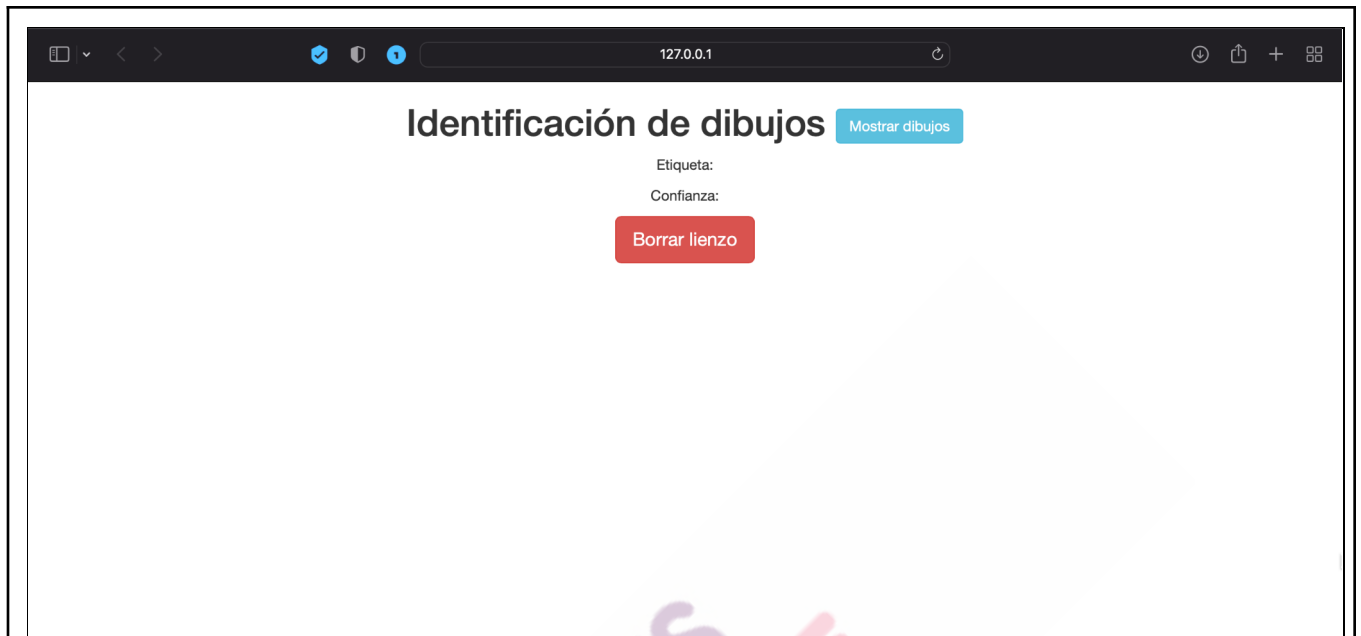 127.0.0.1
Identificación de dibujos Mostrar dibujos
Etiqueta:
Confianza:
Borrar lienzo